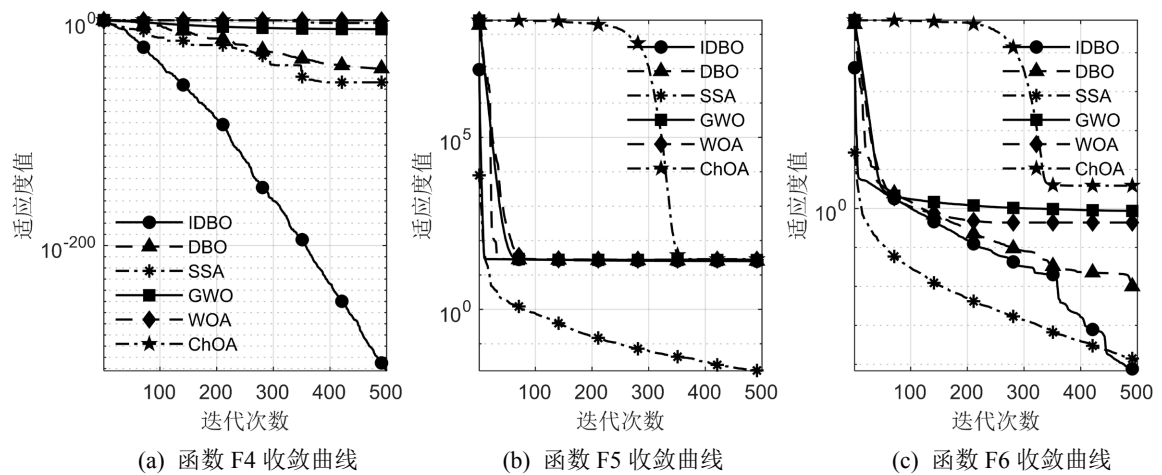 10^0
10^-200
适应度值
IDBO
DBO
SSA
GWO
WOA
ChOA
100 200 300 400 500
迭代次数
(a) 函数 F4 收敛曲线
10^5
10^0
适应度值
IDBO
DBO
SSA
GWO
WOA
ChOA
0 100 200 300 400 500
迭代次数
(b) 函数 F5 收敛曲线
10^0
适应度值
IDBO
DBO
SSA
GWO
WOA
ChOA
0 100 200 300 400 500
迭代次数
(c) 函数 F6 收敛曲线